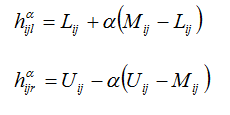 h^α_{ijl} = L_{ij} + α(M_{ij} − L_{ij})
h^α_{ijr} = U_{ij} − α(U_{ij} − M_{ij})